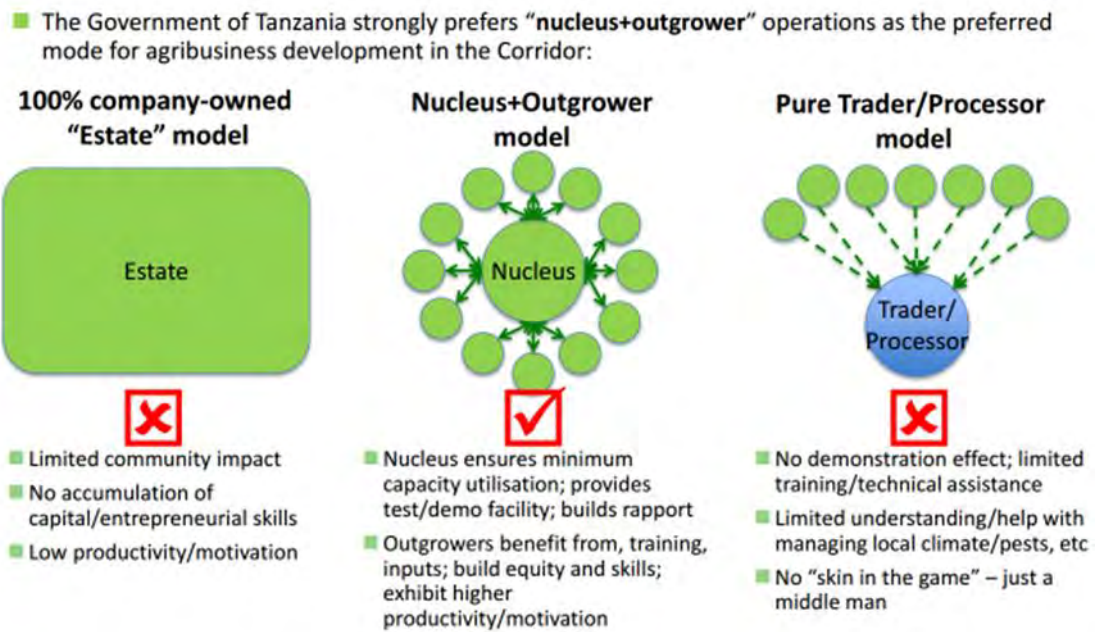 The Government of Tanzania strongly prefers “nucleus+outgrower” operations as the preferred
mode for agribusiness development in the Corridor:
100% company-owned
“Estate” model
Estate
Limited community impact
No accumulation of
capital/entrepreneurial skills
Low productivity/motivation
Nucleus+Outgrower
model
Nucleus
Nucleus ensures minimum
capacity utilisation; provides
test/demo facility; builds rapport
Outgrowers benefit from, training,
inputs; build equity and skills;
exhibit higher
productivity/motivation
Pure Trader/Processor
model
Trader/
Processor
No demonstration effect; limited
training/technical assistance
Limited understanding/help with
managing local climate/pests, etc
No “skin in the game” – just a
middle man